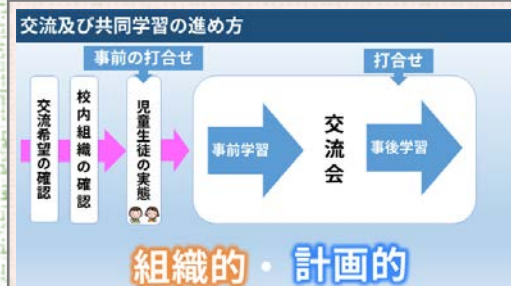 交流及び共同学習の進め方
事前の打合せ
打合せ
交流希望の確認
校内組織の確認
児童生徒の実態
事前学習
交流会
事後学習
組織的・計画的